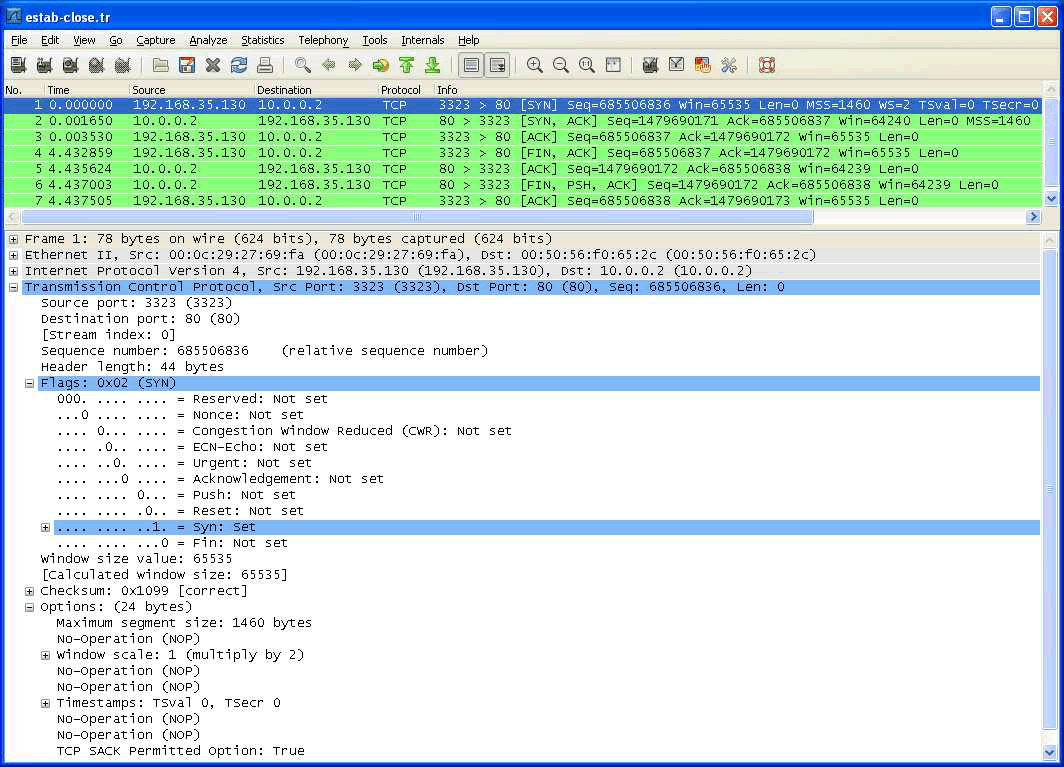 estab-close.tr
File Edit View Go Capture Analyze Statistics Telephony Tools Internals Help
No. Time Source Destination Protocol Info
1 0.000000 192.168.35.130 10.0.0.2 TCP 3323 > 80 [SYN] Seq=685506836 Win=65535 Len=0 MSS=1460 WS=2 TSval=0 TSecr=0
2 0.001650 10.0.0.2 192.168.35.130 TCP 80 > 3323 [SYN, ACK] Seq=1479690171 Ack=685506837 Win=64240 Len=0 MSS=1460
3 0.003530 192.168.35.130 10.0.0.2 TCP 3323 > 80 [ACK] Seq=685506837 Ack=1479690172 Win=65535 Len=0
4 4.432859 192.168.35.130 10.0.0.2 TCP 3323 > 80 [FIN, ACK] Seq=685506837 Ack=1479690172 Win=65535 Len=0
5 4.435624 10.0.0.2 192.168.35.130 TCP 80 > 3323 [ACK] Seq=1479690172 Ack=685506838 Win=64239 Len=0
6 4.437003 10.0.0.2 192.168.35.130 TCP 80 > 3323 [FIN, PSH, ACK] Seq=1479690172 Ack=685506838 Win=64239 Len=0
7 4.437505 192.168.35.130 10.0.0.2 TCP 3323 > 80 [ACK] Seq=685506838 Ack=1479690173 Win=65535 Len=0
Frame 1: 78 bytes on wire (624 bits), 78 bytes captured (624 bits)
Ethernet II, Src: 00:0c:29:27:69:fa (00:0c:29:27:69:fa), Dst: 00:50:56:f0:65:2c (00:50:56:f0:65:2c)
Internet Protocol Version 4, Src: 192.168.35.130 (192.168.35.130), Dst: 10.0.0.2 (10.0.0.2)
Transmission Control Protocol, Src Port: 3323 (3323), Dst Port: 80 (80), Seq: 685506836, Len: 0
Source port: 3323 (3323)
Destination port: 80 (80)
[Stream index: 0]
Sequence number: 685506836 (relative sequence number)
Header length: 44 bytes
Flags: 0x02 (SYN)
000. .... .... = Reserved: Not set
...0 .... .... = Nonce: Not set
.... 0... .... = Congestion Window Reduced (CWR): Not set
.... .0.. .... = ECN-Echo: Not set
.... ..0. .... = Urgent: Not set
.... ...0 .... = Acknowledgement: Not set
.... .... 0... = Push: Not set
.... .... .0.. = Reset: Not set
.... .... ..1. = Syn: Set
.... .... ...0 = Fin: Not set
Window size value: 65535
[Calculated window size: 65535]
Checksum: 0x1099 [correct]
Options: (24 bytes)
Maximum segment size: 1460 bytes
No-Operation (NOP)
Window scale: 1 (multiply by 2)
No-Operation (NOP)
No-Operation (NOP)
Timestamps: TSval 0, TSecr 0
No-Operation (NOP)
No-Operation (NOP)
TCP SACK Permitted Option: True